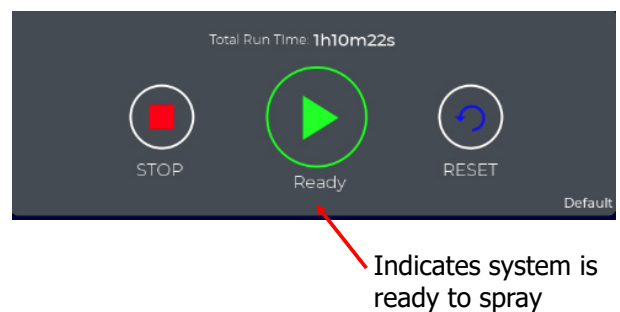 Total Run Time: 1h10m22s
STOP
Ready
RESET
Default
Indicates system is
ready to spray